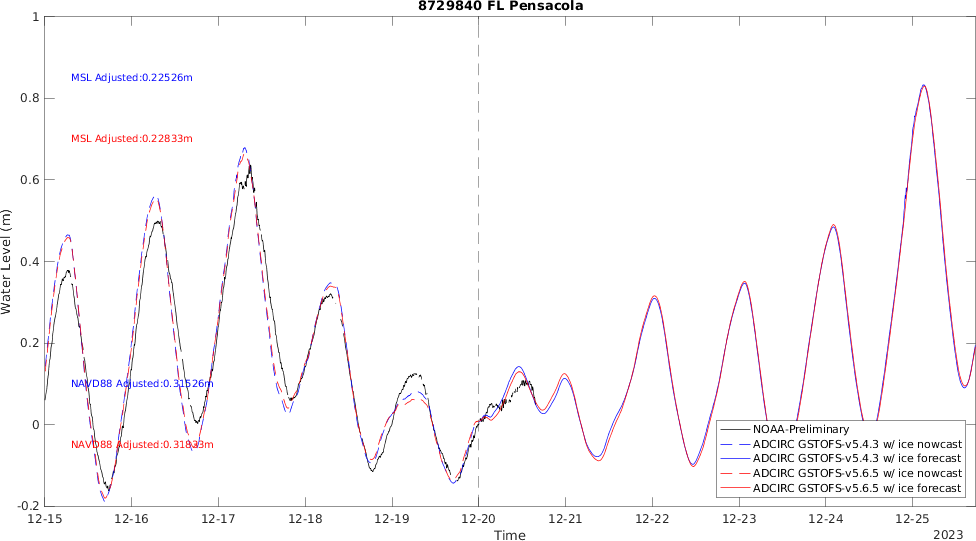 8729840 FL Pensacola
1
0.8
0.6
0.4
0.2
0
-0.2
Water Level (m)
MSL Adjusted:0.22526m
MSL Adjusted:0.22833m
NAVD88 Adjusted:0.31526m
NAVD88 Adjusted:0.31833m
NOAA-Preliminary
ADCIRC GSTOFS-v5.4.3 w/ ice nowcast
ADCIRC GSTOFS-v5.4.3 w/ ice forecast
ADCIRC GSTOFS-v5.6.5 w/ ice nowcast
ADCIRC GSTOFS-v5.6.5 w/ ice forecast
12-15 12-16 12-17 12-18 12-19 12-20 12-21 12-22 12-23 12-24 12-25
Time
2023